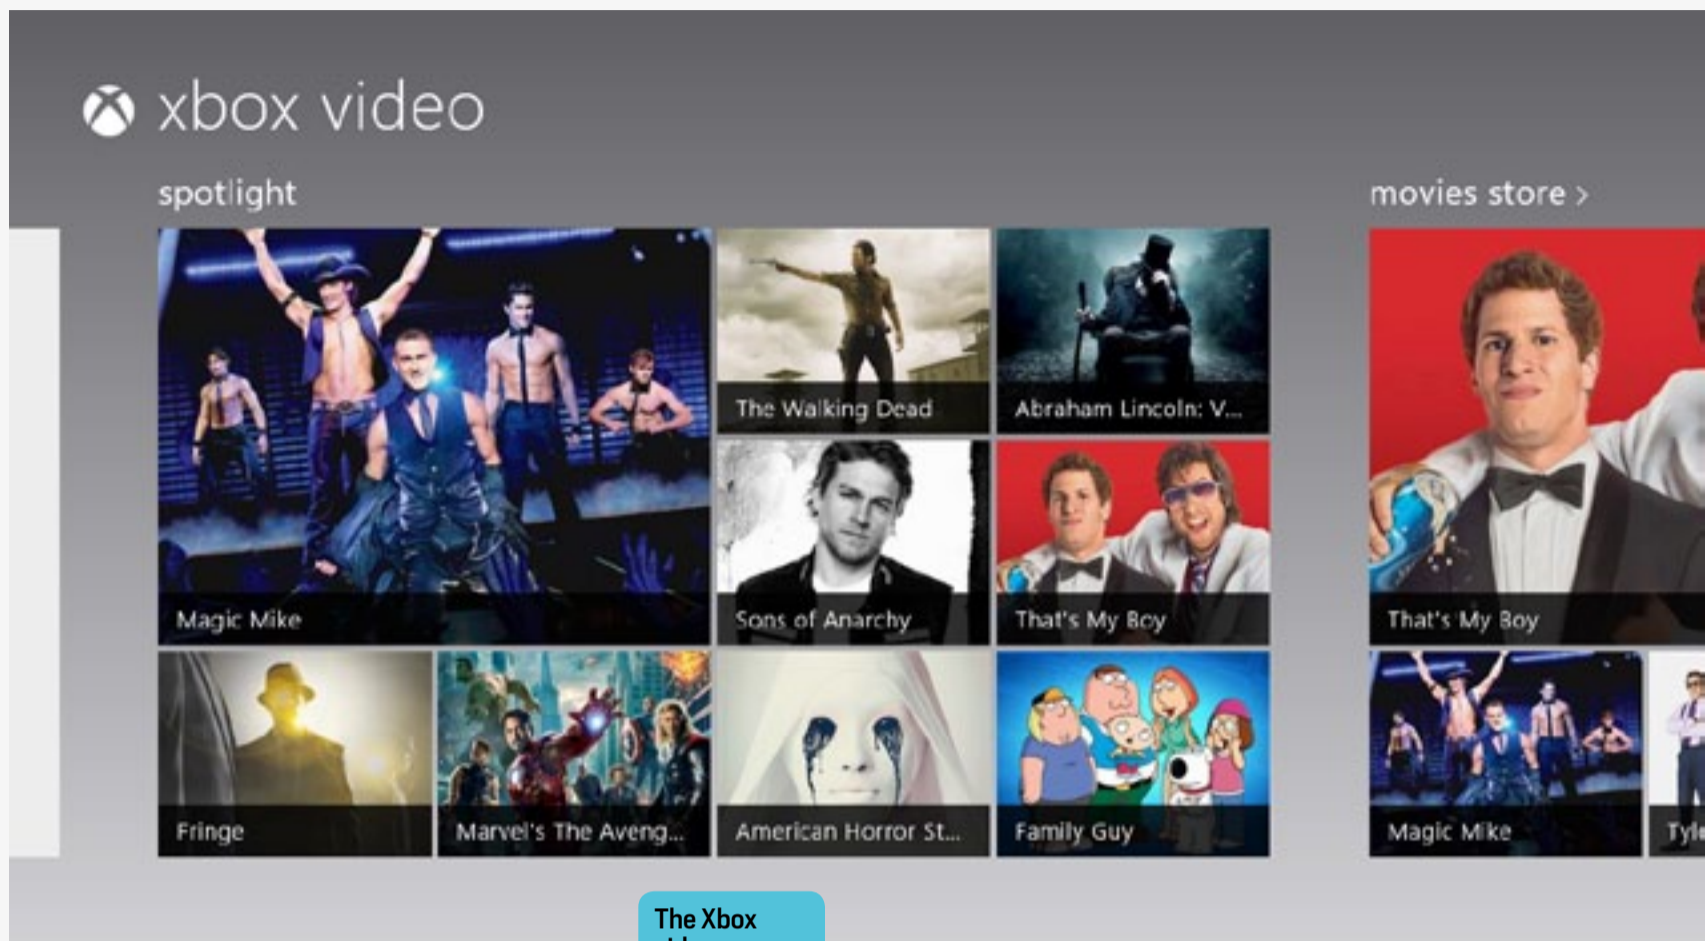 xbox video
spotlight
movies store >
Magic Mike
The Walking Dead
Abraham Lincoln: V...
Sons of Anarchy
That's My Boy
Fringe
Marvel's The Aveng...
American Horror St...
Family Guy
That's My Boy
Magic Mike
The Xbox